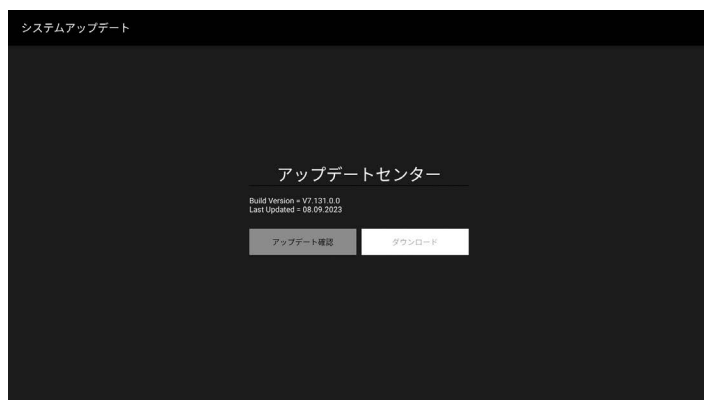 システムアップデート
アップデートセンター
Build Version = V7.131.0.0
Last Updated = 08.09.2023
アップデート確認
ダウンロード